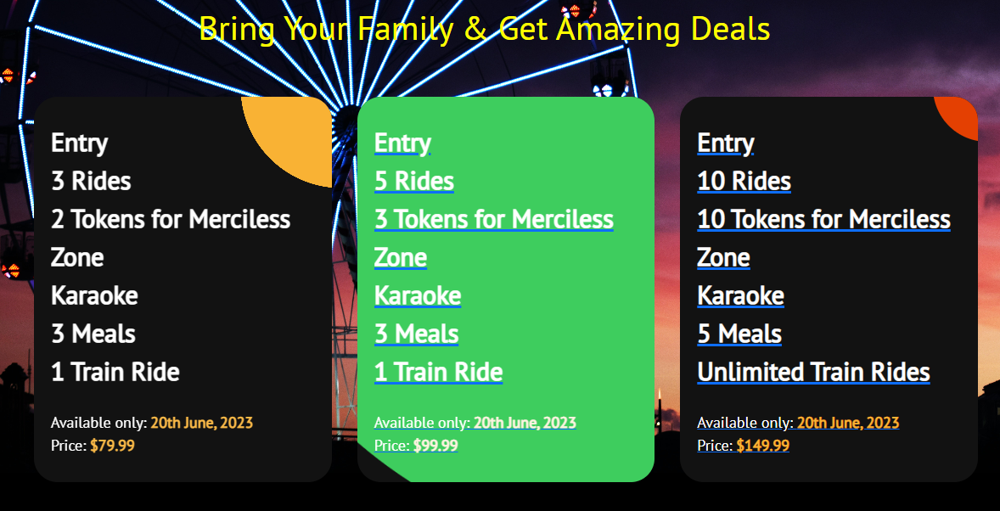 Bring Your Family & Get Amazing Deals
Entry
3 Rides
2 Tokens for Merciless
Zone
Karaoke
3 Meals
1 Train Ride
Available only: 20th June, 2023
Price: $79.99
Entry
5 Rides
3 Tokens for Merciless
Zone
Karaoke
3 Meals
1 Train Ride
Available only: 20th June, 2023
Price: $99.99
Entry
10 Rides
10 Tokens for Merciless
Zone
Karaoke
5 Meals
Unlimited Train Rides
Available only: 20th June, 2023
Price: $149.99